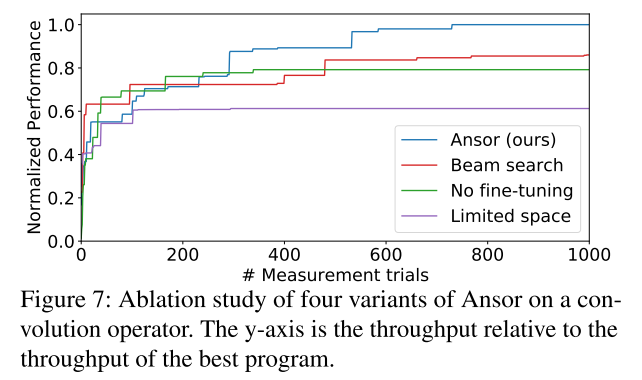 1.0
0.8
0.6
0.4
0.2
0.0
Normalized Performance
Ansor (ours)
Beam search
No fine-tuning
Limited space
0 200 400 600 800 1000
# Measurement trials
Figure 7: Ablation study of four variants of Ansor on a con-
volution operator. The y-axis is the throughput relative to the
throughput of the best program.